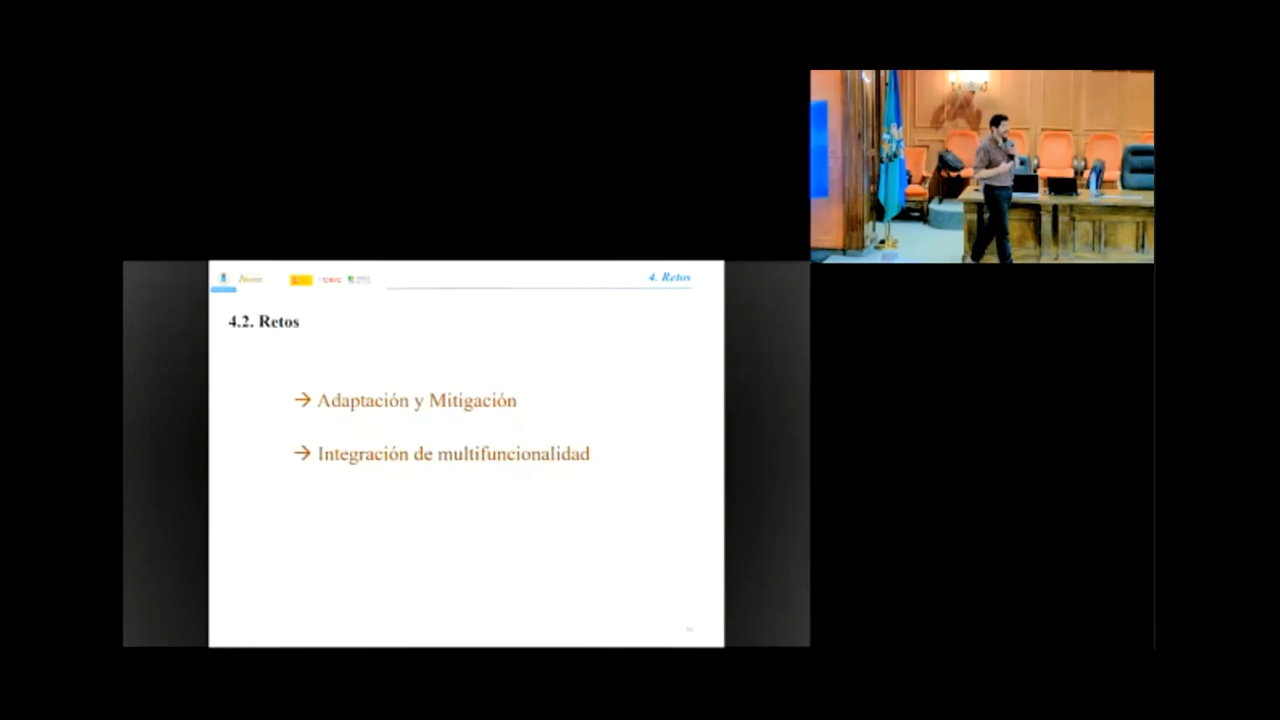 4. Retos
4.2. Retos
→ Adaptación y Mitigación
→ Integración de multifuncionalidad